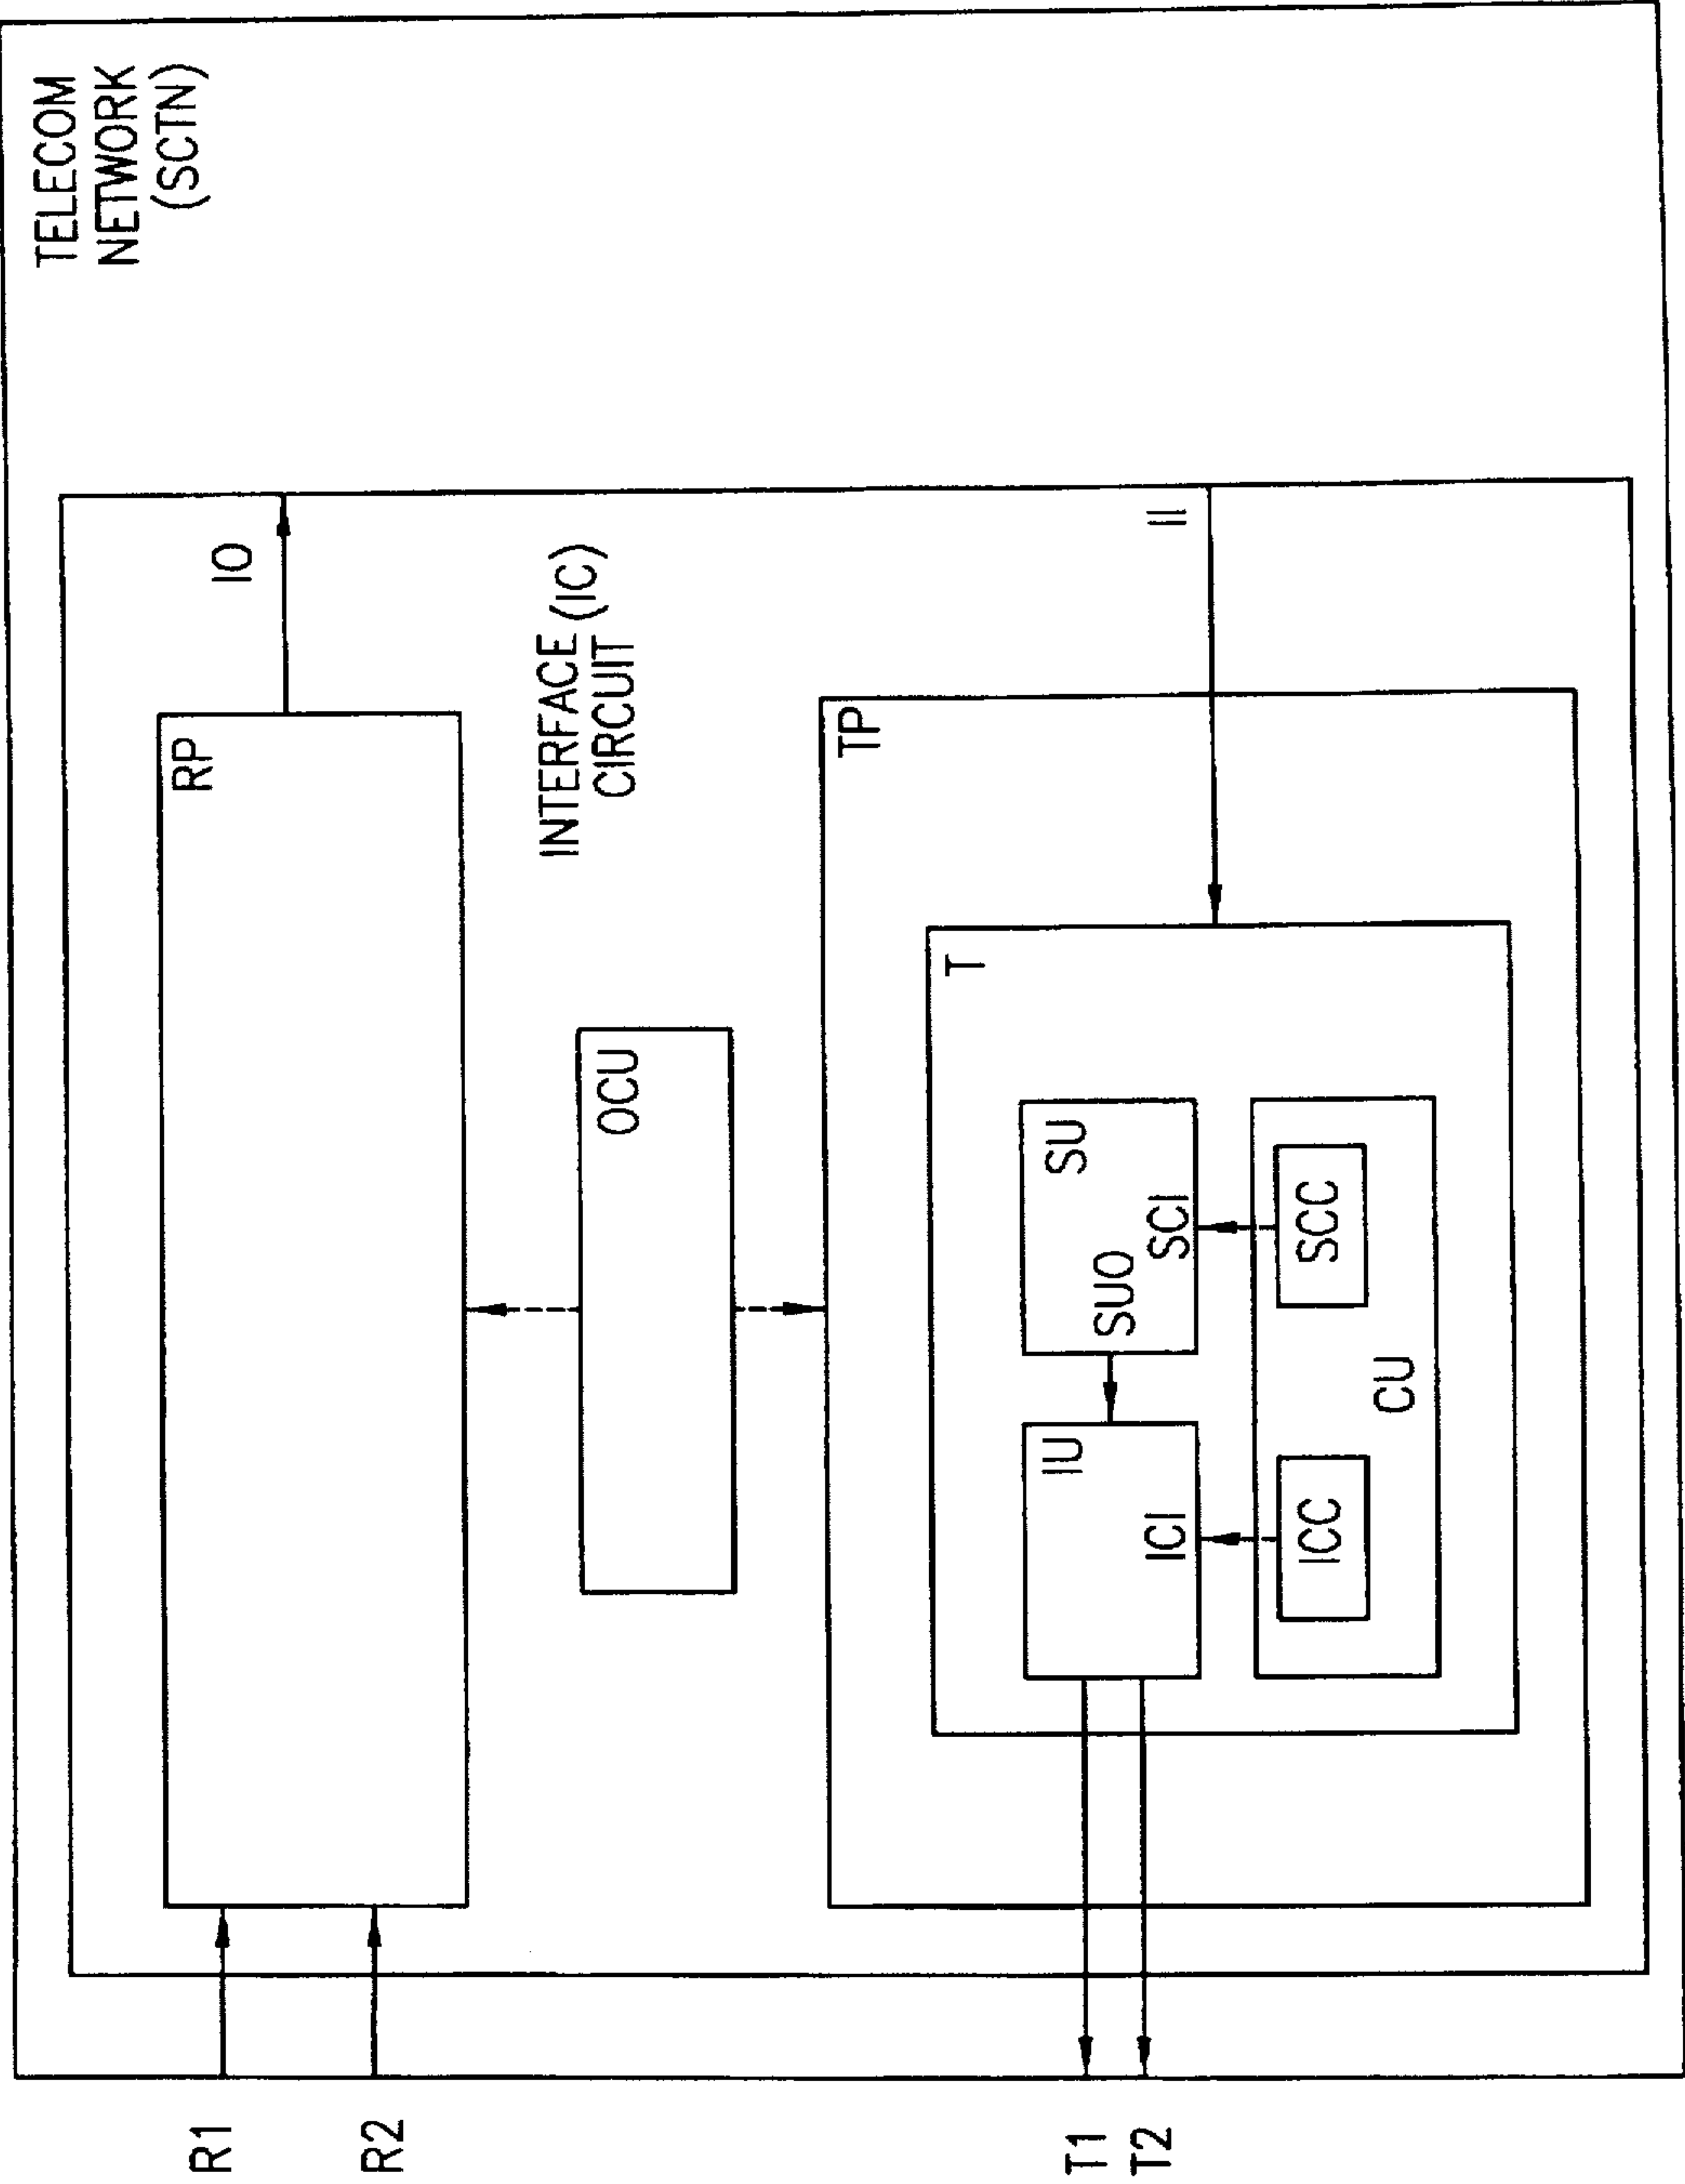 TELECOM
NETWORK
(SCTN)
IO
INTERFACE (IC)
CIRCUIT
II
RP
OCU
TP
T
SU
SCI
SUO
SCC
IU
ICI
ICC
CU
R1
R2
T1
T2